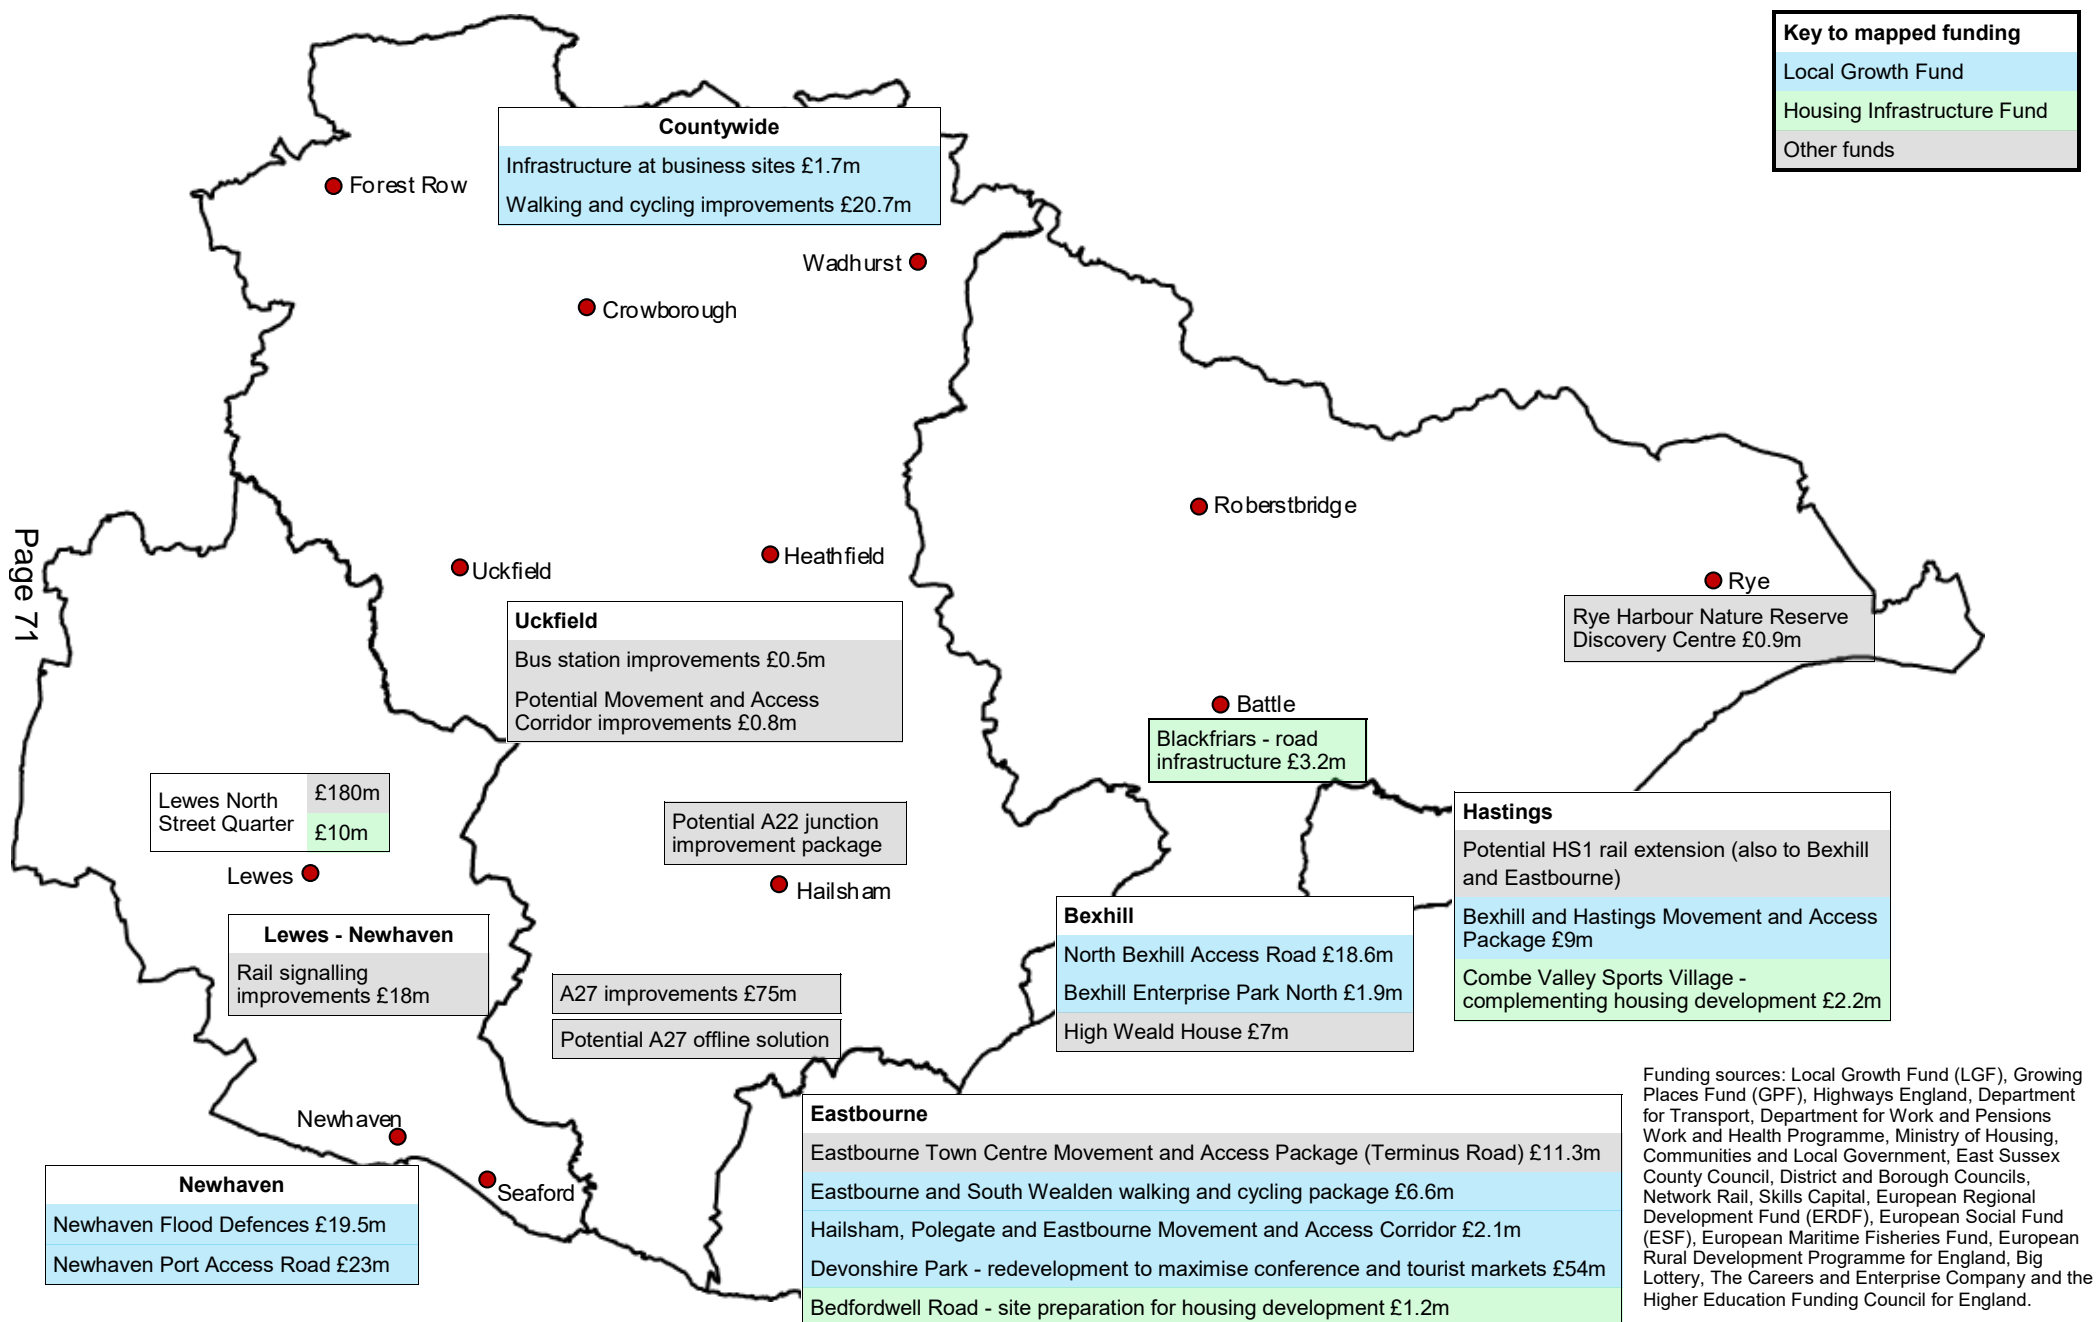 Key to mapped funding
Local Growth Fund
Housing Infrastructure Fund
Other funds
Countywide
Infrastructure at business sites £1.7m
Walking and cycling improvements £20.7m
Forest Row
Wadhurst
Crowborough
Roberstbridge
Page 71
Uckfield
Heathfield
Rye
Rye Harbour Nature Reserve
Discovery Centre £0.9m
Uckfield
Bus station improvements £0.5m
Potential Movement and Access
Corridor improvements £0.8m
Battle
Blackfriars - road
infrastructure £3.2m
Lewes North
Street Quarter
£180m
£10m
Lewes
Potential A22 junction
improvement package
Hailsham
Hastings
Potential HS1 rail extension (also to Bexhill
and Eastbourne)
Bexhill and Hastings Movement and Access
Package £9m
Combe Valley Sports Village -
complementing housing development £2.2m
Bexhill
North Bexhill Access Road £18.6m
Bexhill Enterprise Park North £1.9m
High Weald House £7m
Lewes - Newhaven
Rail signalling
improvements £18m
A27 improvements £75m
Potential A27 offline solution
Newhaven
Seaford
Newhaven
Newhaven Flood Defences £19.5m
Newhaven Port Access Road £23m
Eastbourne
Eastbourne Town Centre Movement and Access Package (Terminus Road) £11.3m
Eastbourne and South Wealden walking and cycling package £6.6m
Hailsham, Polegate and Eastbourne Movement and Access Corridor £2.1m
Devonshire Park - redevelopment to maximise conference and tourist markets £54m
Bedfordwell Road - site preparation for housing development £1.2m
Funding sources: Local Growth Fund (LGF), Growing
Places Fund (GPF), Highways England, Department
for Transport, Department for Work and Pensions
Work and Health Programme, Ministry of Housing,
Communities and Local Government, East Sussex
County Council, District and Borough Councils,
Network Rail, Skills Capital, European Regional
Development Fund (ERDF), European Social Fund
(ESF), European Maritime Fisheries Fund, European
Rural Development Programme for England, Big
Lottery, The Careers and Enterprise Company and the
Higher Education Funding Council for England.